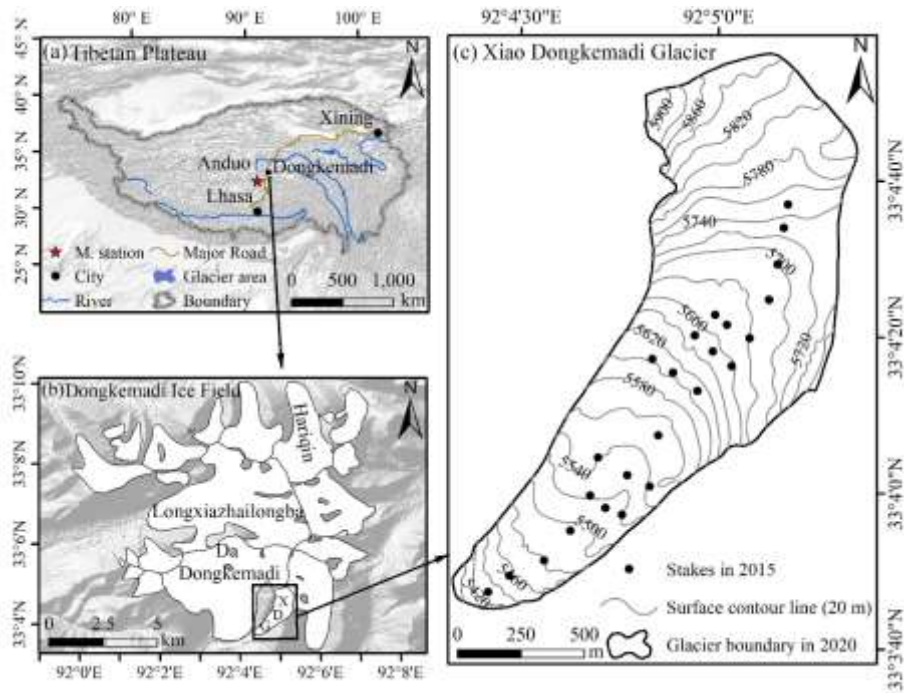 80° E
90° E
100° E
45° N
40° N
35° N
30° N
25° N
(a) Tibetan Plateau
N
Xining
Anduo
Dongkemadi
Lhasa
M. station
Major Road
City
Glacier area
River
Boundary
0 500 1,000
km
33°10'N
33°8'N
33°6'N
33°4'N
(b)Dongkemadi Ice Field
N
Hariqin
Longxiazhailongba
Da
Dongkemadi
X
D
0 2.5 5
km
92°0'E
92°2'E
92°4'E
92°6'E
92°8'E
92°4'30"E
92°5'0"E
(c) Xiao Dongkemadi Glacier
N
5900
5860
5820
5780
5740
5700
5720
5660
5620
5580
5540
5500
5460
5420
33°4'40"N
33°4'20"N
33°4'0"N
33°3'40"N
Stakes in 2015
Surface contour line (20 m)
Glacier boundary in 2020
0 250 500
m